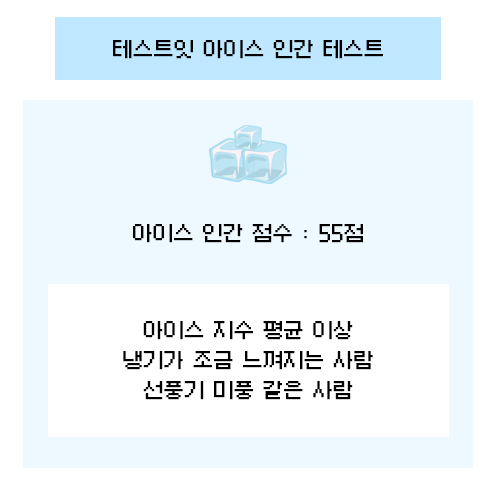 테스트잇 아이스 인간 테스트
아이스 인간 점수 : 55점
아이스 지수 평균 이상
냉기가 조금 느껴지는 사람
선풍기 미풍 같은 사람